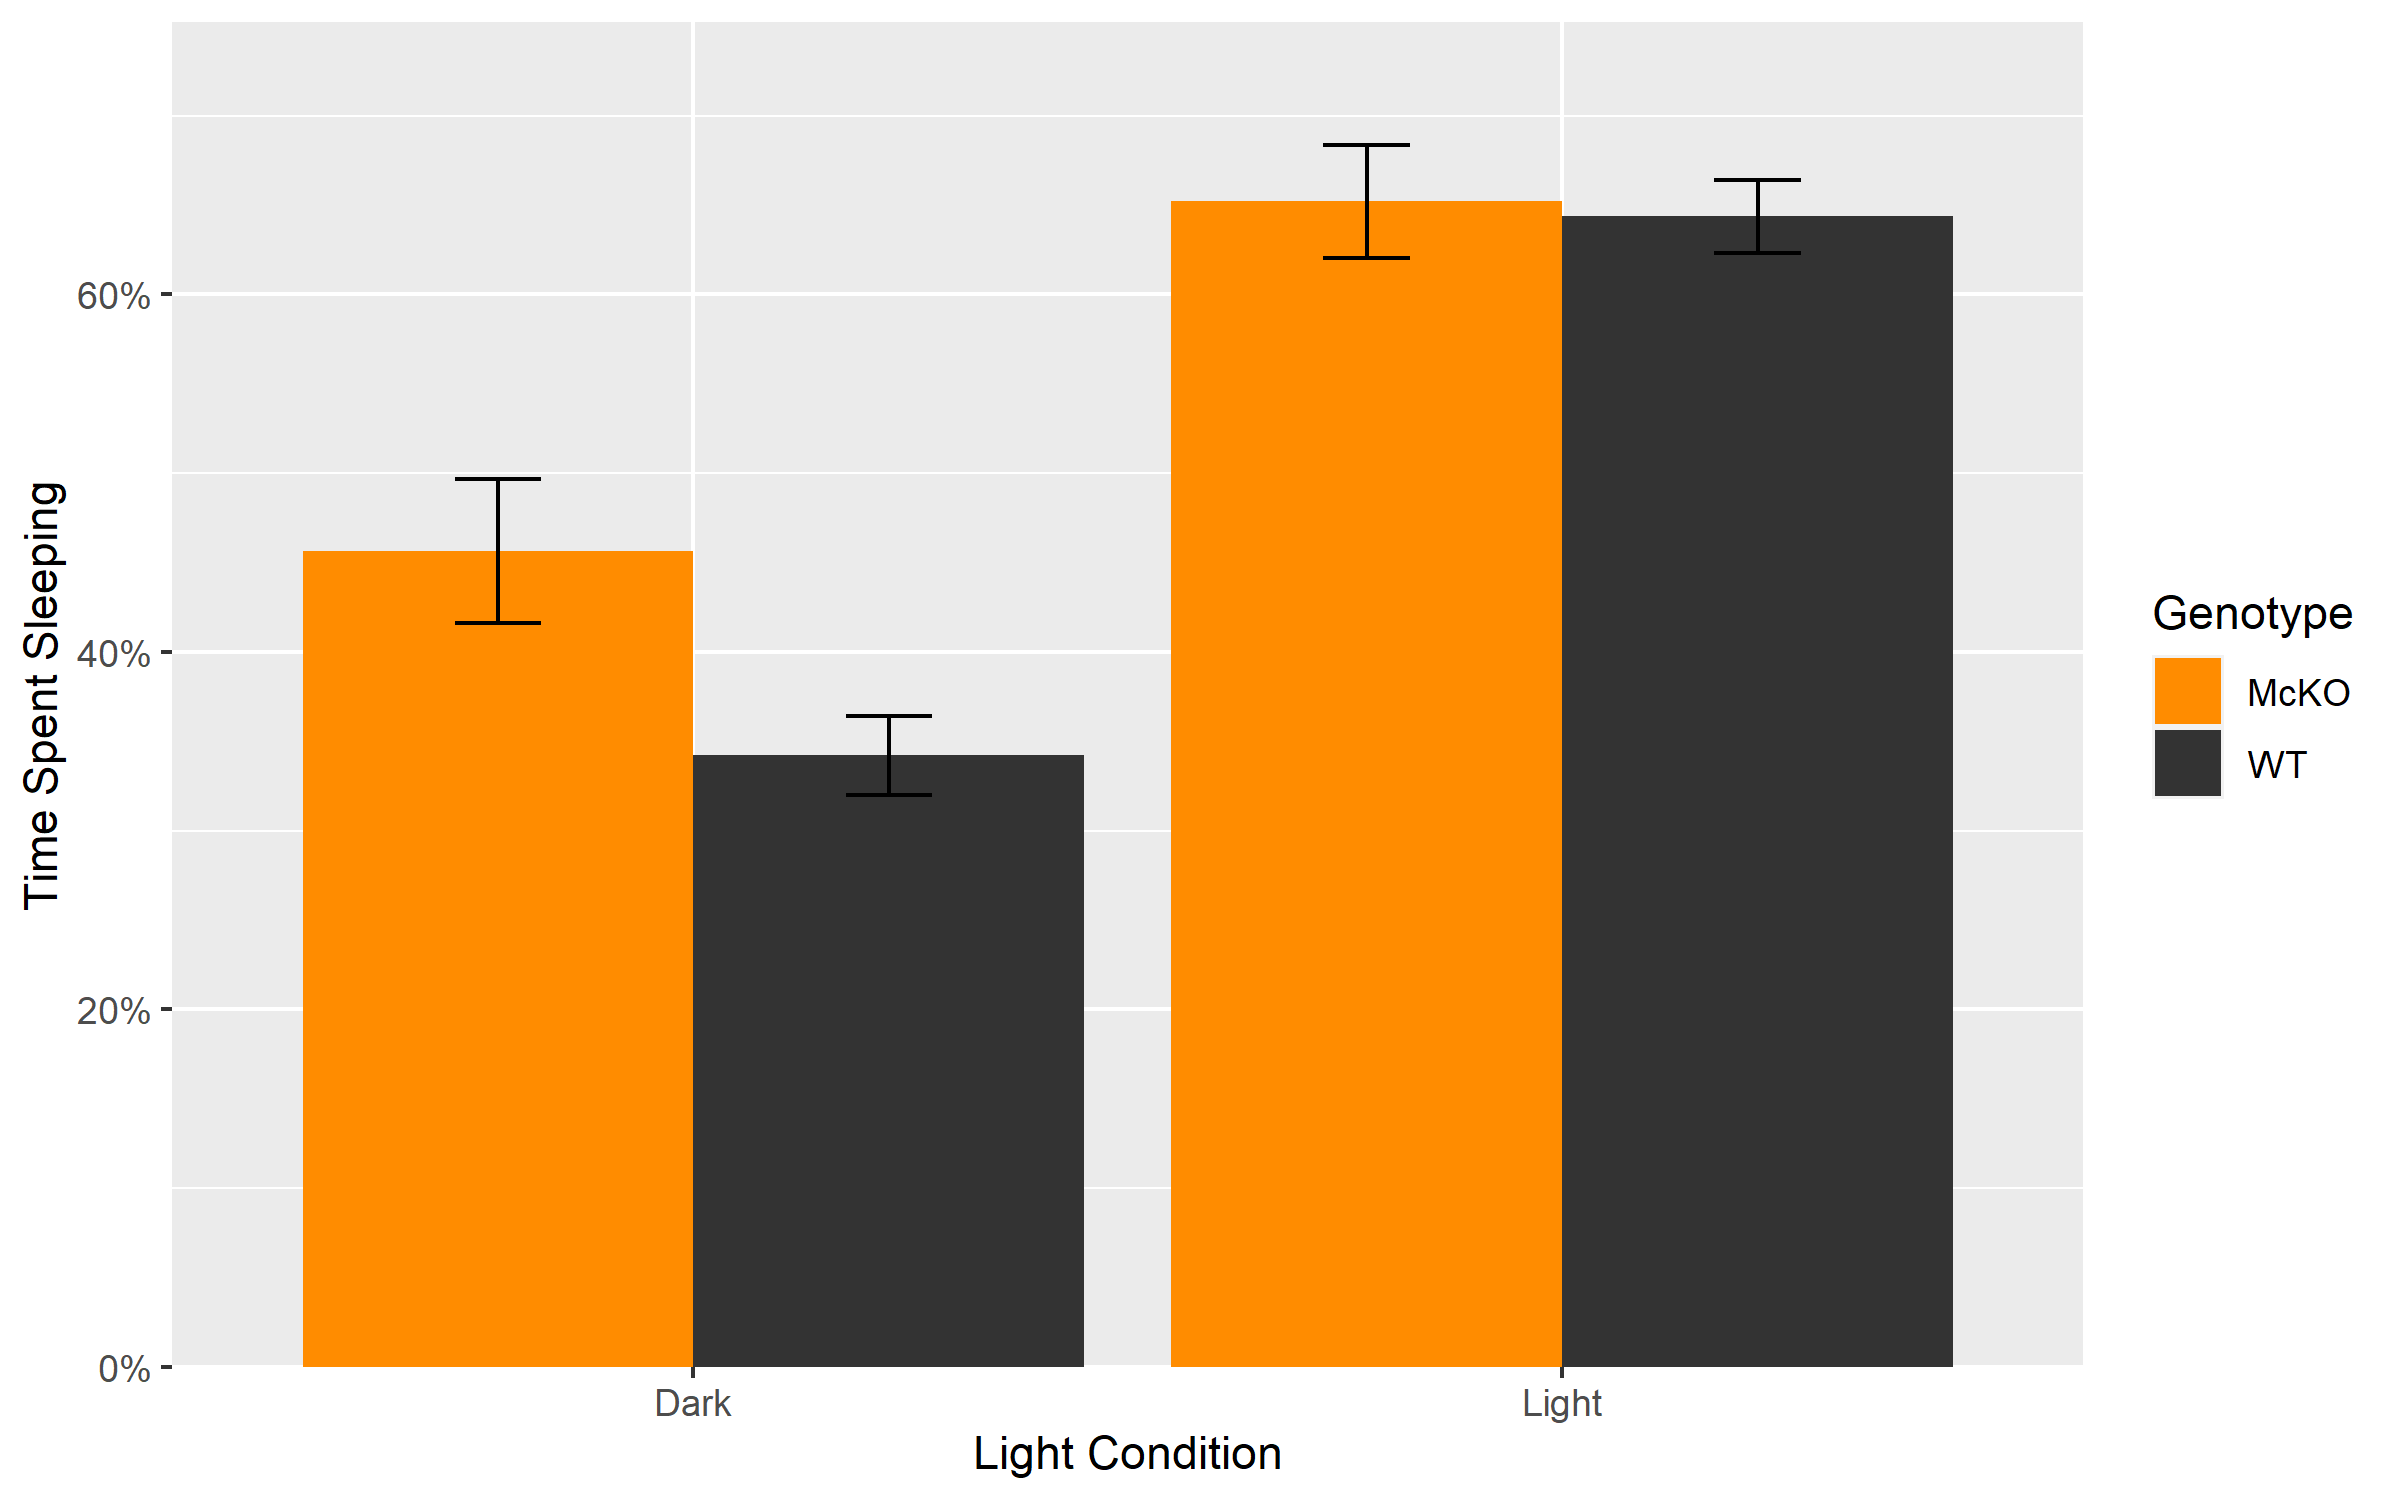 Time Spent Sleeping
60%
40%
20%
0%
Dark
Light
Light Condition
Genotype
McKO
WT